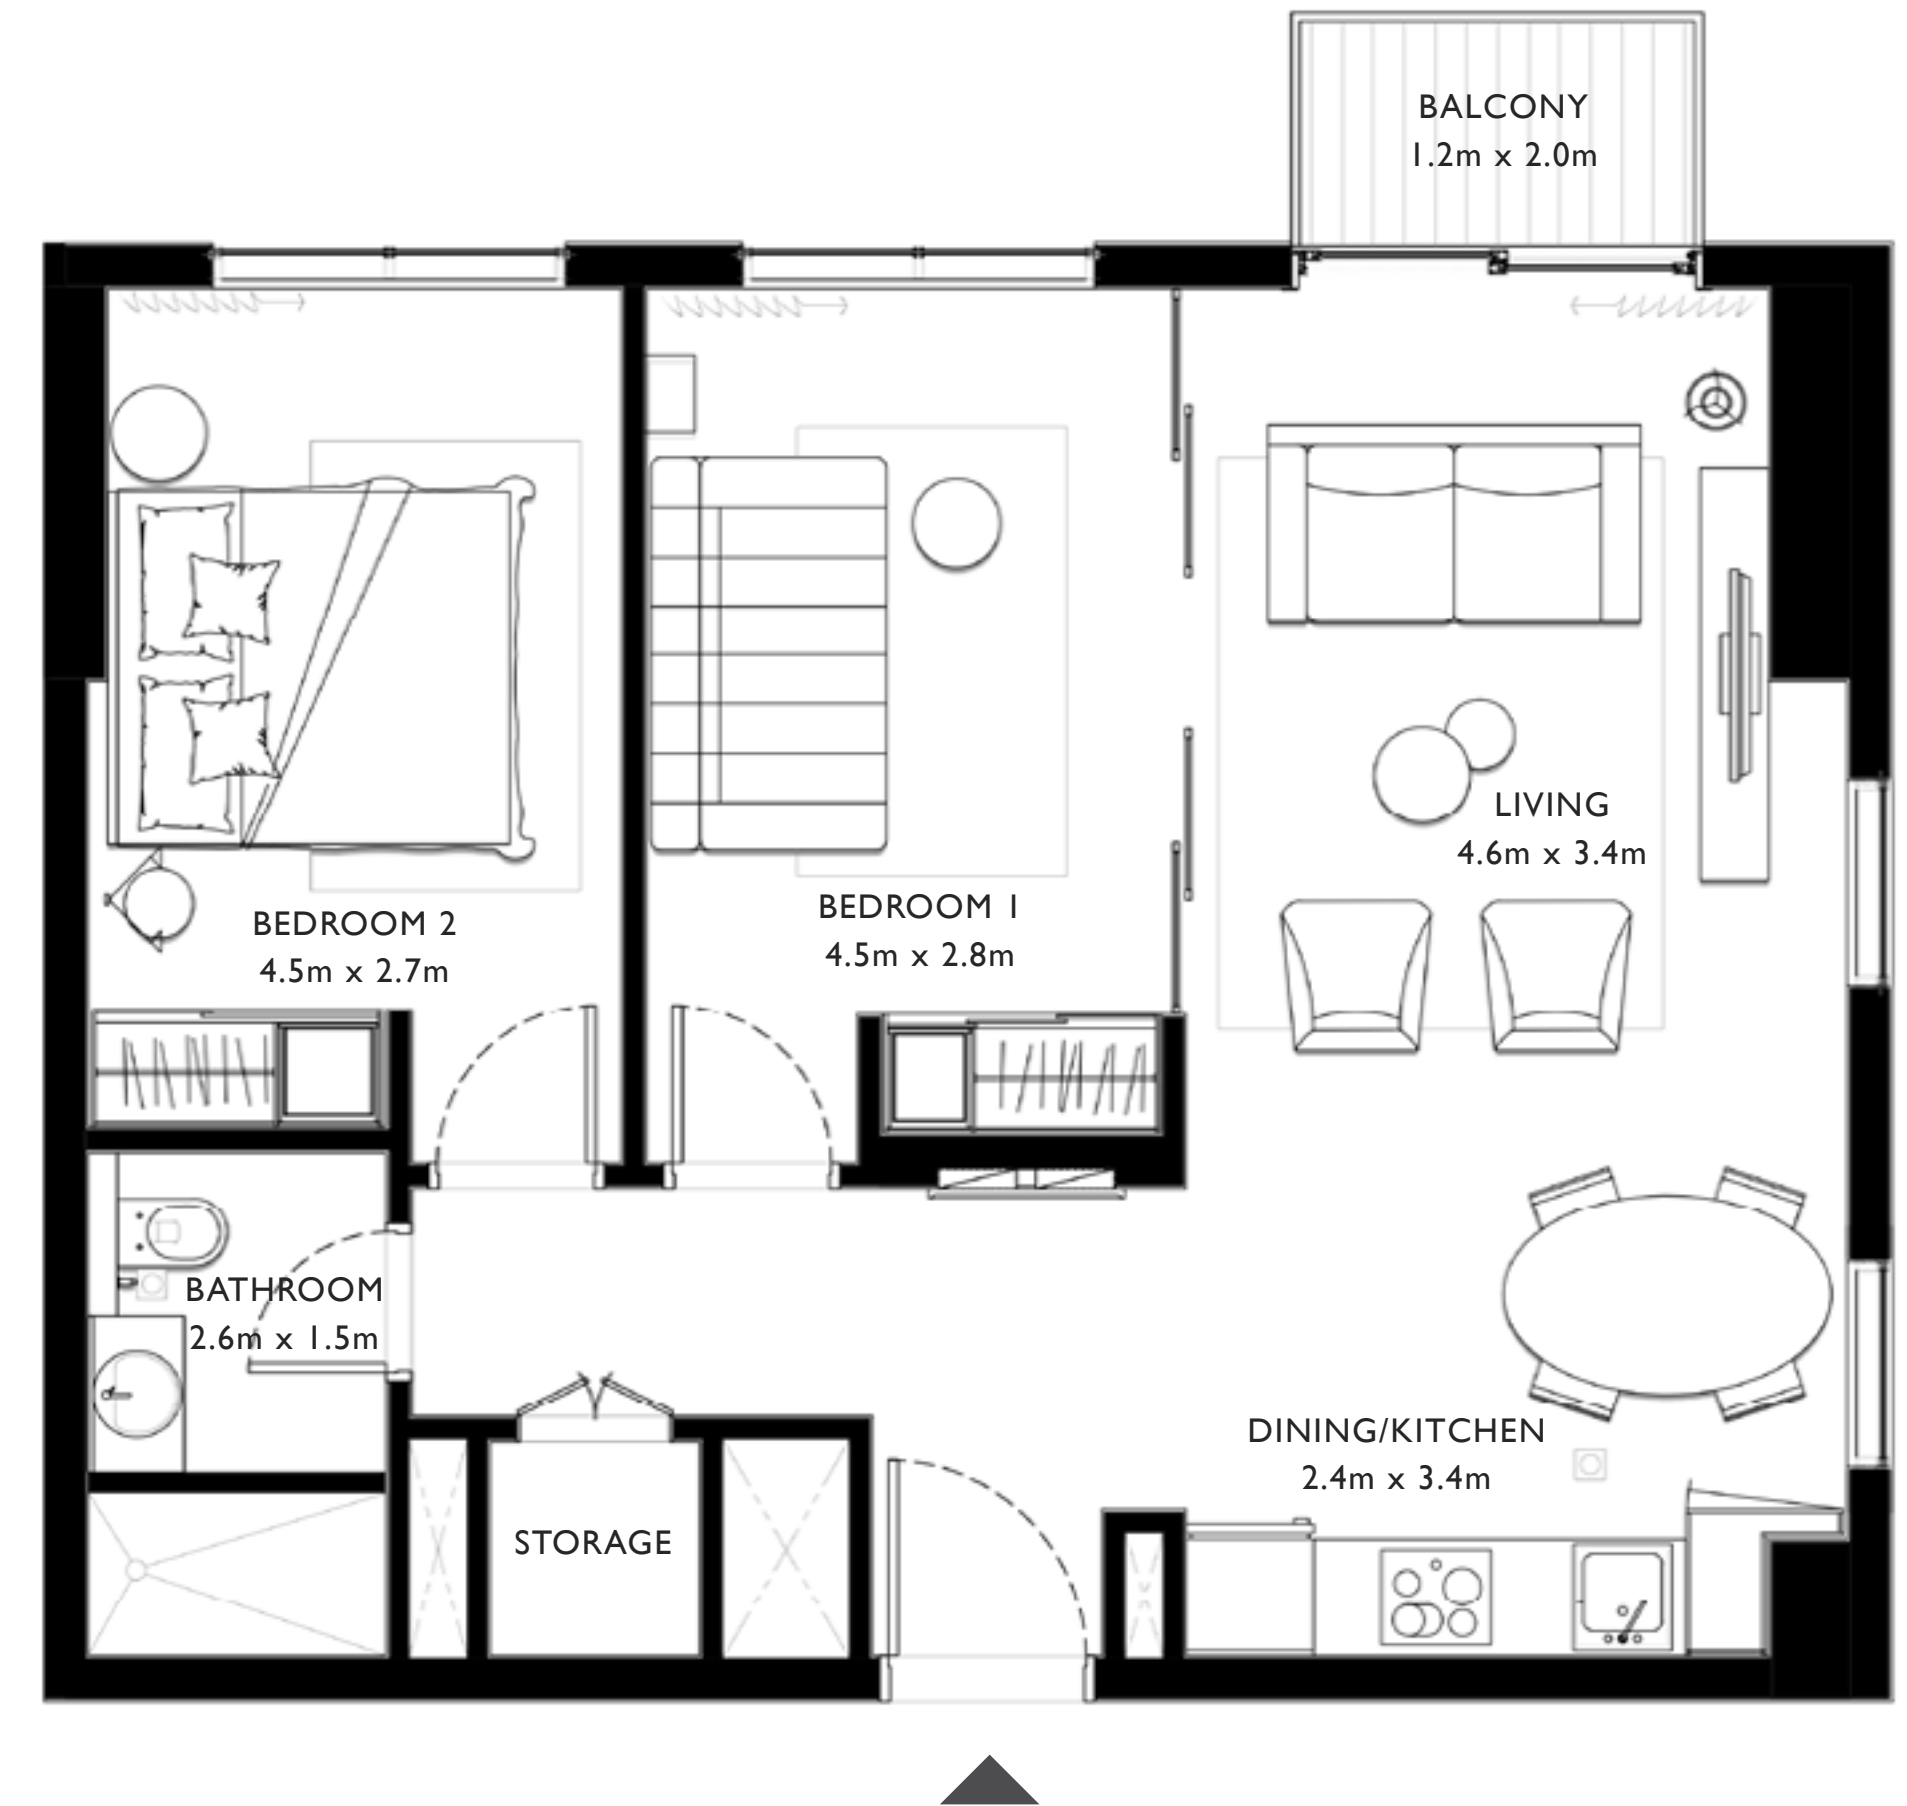 BALCONY
1.2m x 2.0m
LIVING
4.6m x 3.4m
BEDROOM 1
4.5m x 2.8m
BEDROOM 2
4.5m x 2.7m
BATHROOM
2.6m x 1.5m
DINING/KITCHEN
2.4m x 3.4m
STORAGE